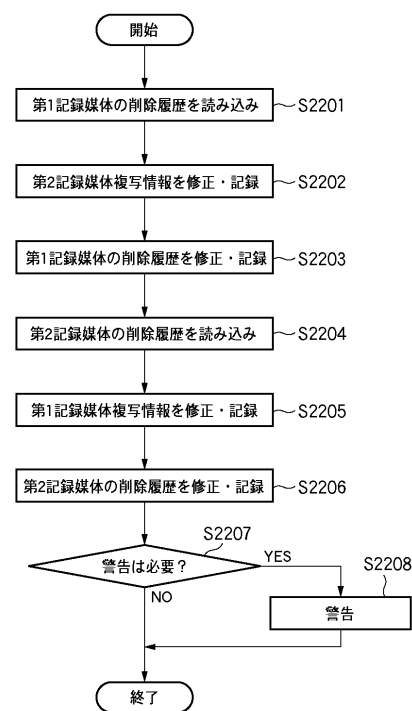 開始
第1記録媒体の削除履歴を読み込み
S2201
第2記録媒体複写情報を修正・記録
S2202
第1記録媒体の削除履歴を修正・記録
S2203
第2記録媒体の削除履歴を読み込み
S2204
第1記録媒体複写情報を修正・記録
S2205
第2記録媒体の削除履歴を修正・記録
S2206
S2207
警告は必要？
YES
S2208
NO
警告
終了